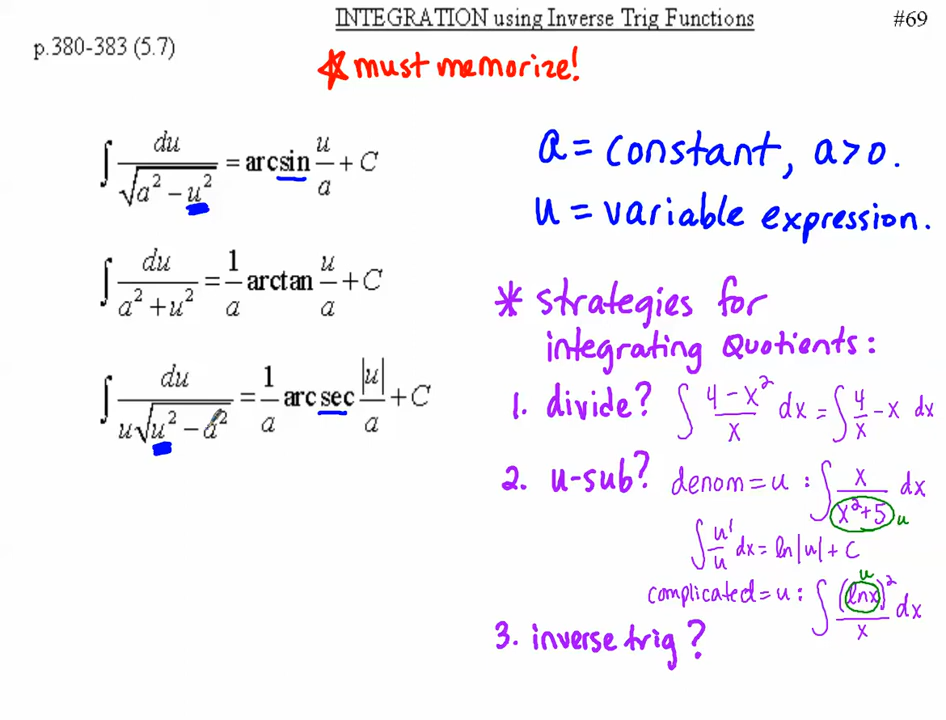 INTEGRATION using Inverse Trig Functions
#69
p.380-383 (5.7)
* must memorize!
∫ du / √(a² − u²) = arcsin u/a + C
a = constant, a>0.
u = variable expression.
∫ du / (a² + u²) = 1/a arctan u/a + C
* Strategies for
integrating Quotients:
∫ du / (u√(u² − a²)) = 1/a arc sec |u|/a + C
1. divide? ∫ (4 − x²)/x dx = ∫ 4/x − x dx
2. u-sub? denom = u : ∫ x/(x² + 5) dx
u
∫ u'/u dx = ln|u| + C
u
complicated = u : ∫ (ln x)²/x dx
3. inverse trig?